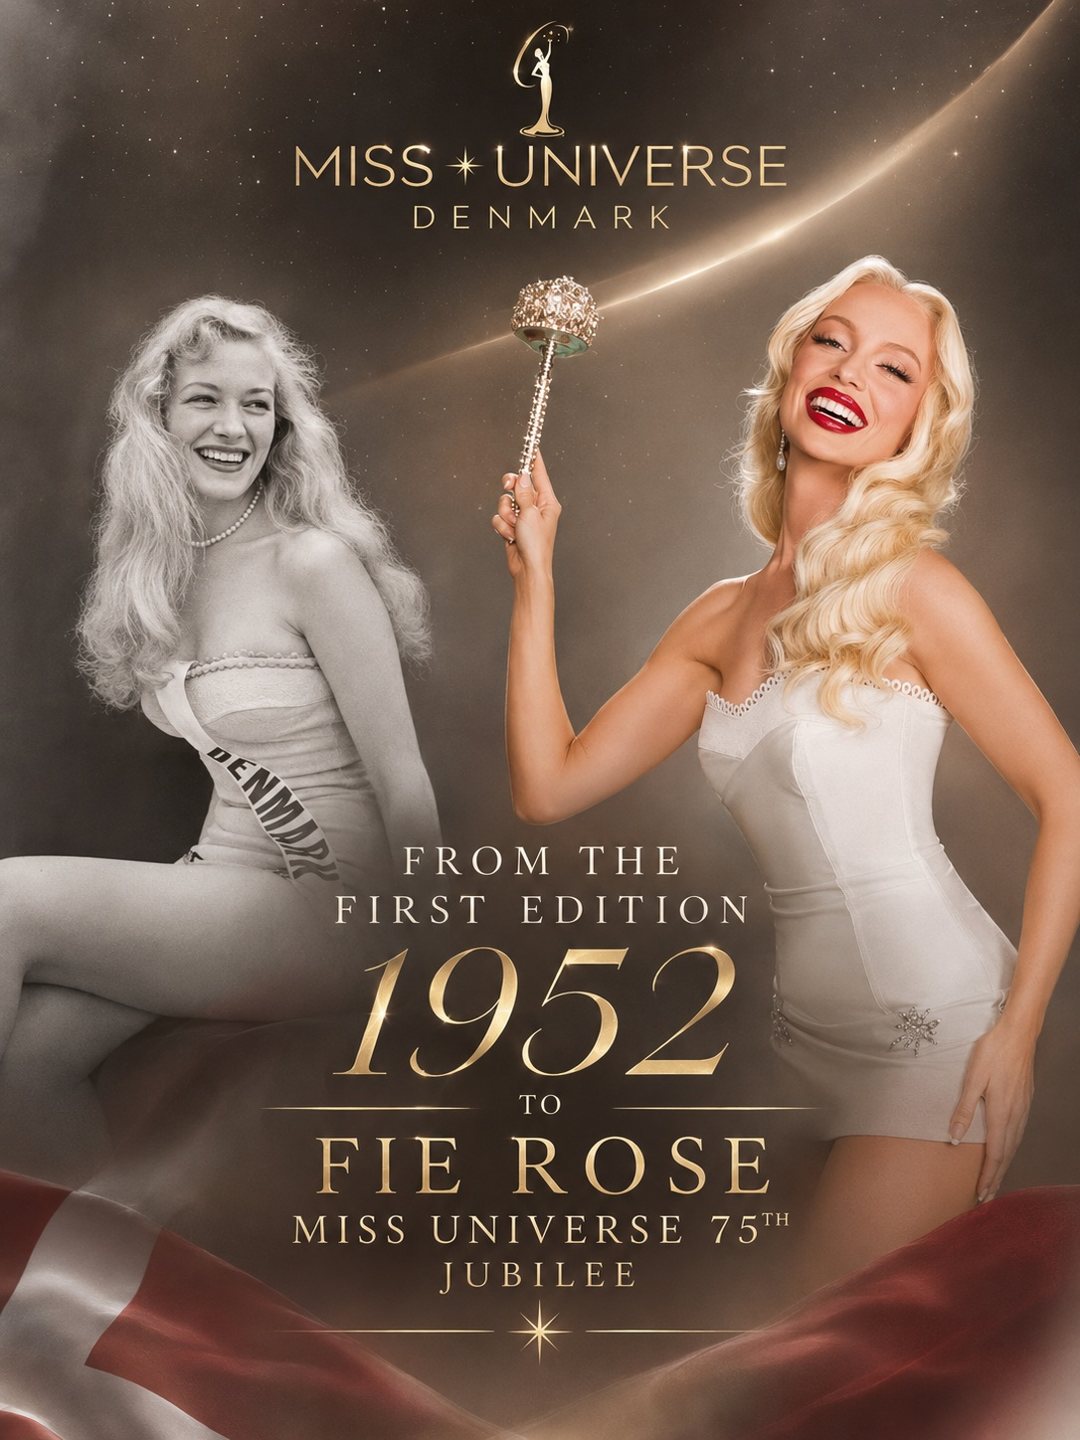 MISS UNIVERSE
DENMARK
DENMARK
FROM THE
FIRST EDITION
1952
TO
FIE ROSE
MISS UNIVERSE 75TH
JUBILEE